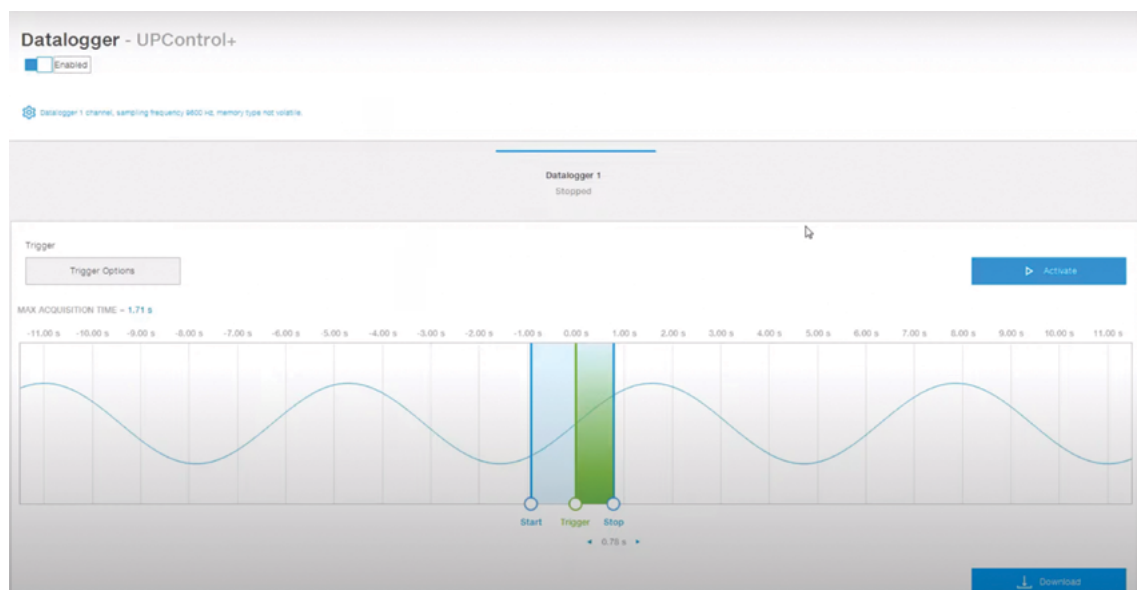 Datalogger - UPControl+
Enabled
Datalogger 1 channel, sampling frequency 9600 Hz, memory type not volatile.
Datalogger 1
Stopped
Trigger
Trigger Options
Activate
MAX ACQUISITION TIME ~ 1.71 s
-11.00 s -10.00 s -9.00 s -8.00 s -7.00 s -6.00 s -5.00 s -4.00 s -3.00 s -2.00 s -1.00 s 0.00 s 1.00 s 2.00 s 3.00 s 4.00 s 5.00 s 6.00 s 7.00 s 8.00 s 9.00 s 10.00 s 11.00 s
Start Trigger Stop
0.78 s
Download